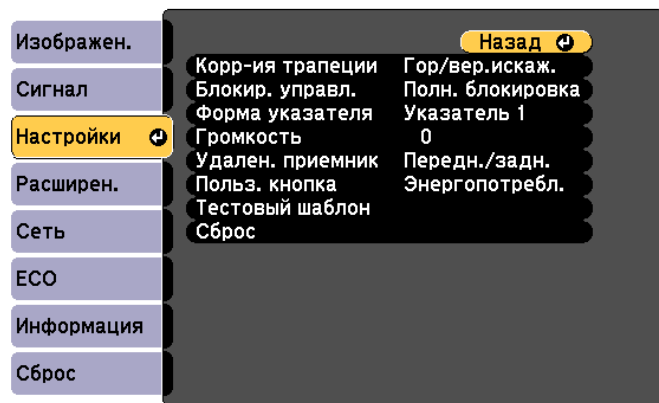 Изображен.
Сигнал
Настройки
Расширен.
Сеть
ECO
Информация
Сброс
Назад
Корр-ия трапеции Гор/вер.искаж.
Блокир. управл. Полн. блокировка
Форма указателя Указатель 1
Громкость 0
Удален. приемник Передн./задн.
Польз. кнопка Энергопотребл.
Тестовый шаблон
Сброс